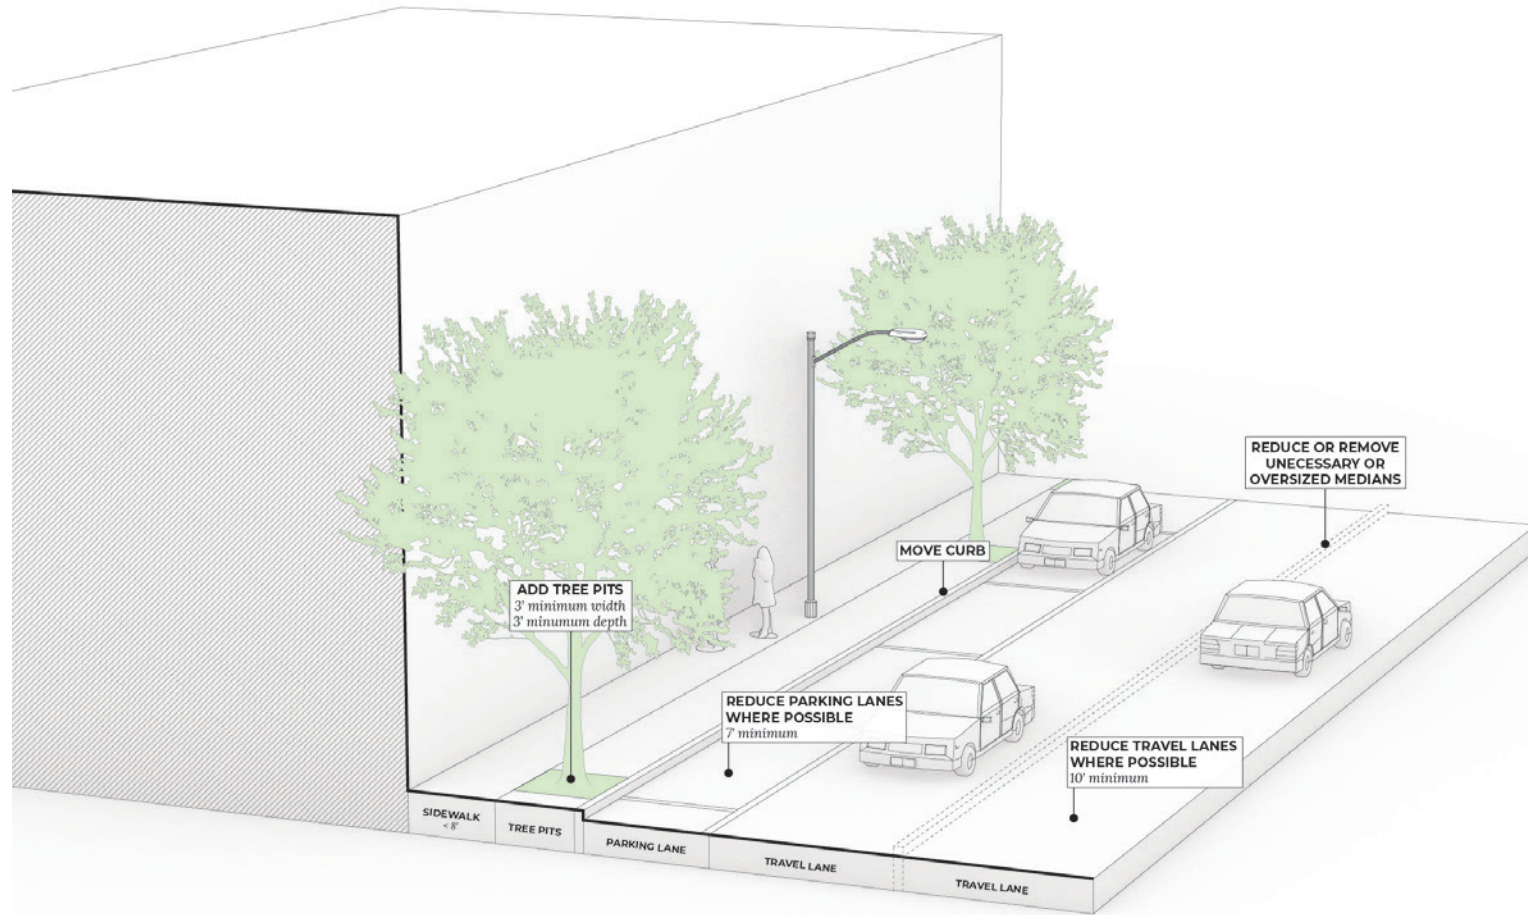 REDUCE OR REMOVE
UNECESSARY OR
OVERSIZED MEDIANS
MOVE CURB
ADD TREE PITS
3' minimum width
3' minumum depth
REDUCE PARKING LANES
WHERE POSSIBLE
7' minimum
REDUCE TRAVEL LANES
WHERE POSSIBLE
10' minimum
SIDEWALK
< 8'
TREE PITS
PARKING LANE
TRAVEL LANE
TRAVEL LANE